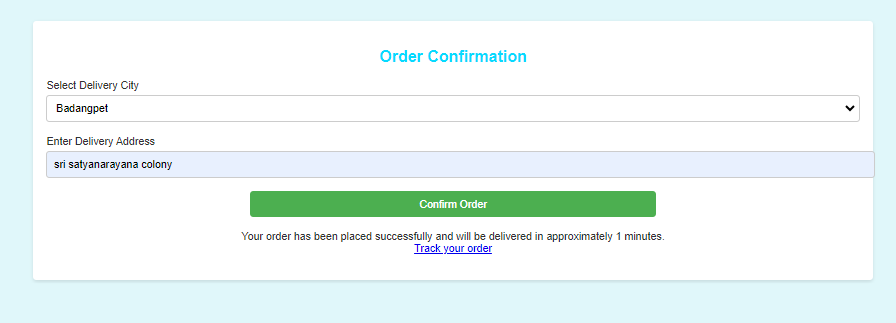 Order Confirmation
Select Delivery City
Badangpet
Enter Delivery Address
sri satyanarayana colony
Confirm Order
Your order has been placed successfully and will be delivered in approximately 1 minutes.
Track your order